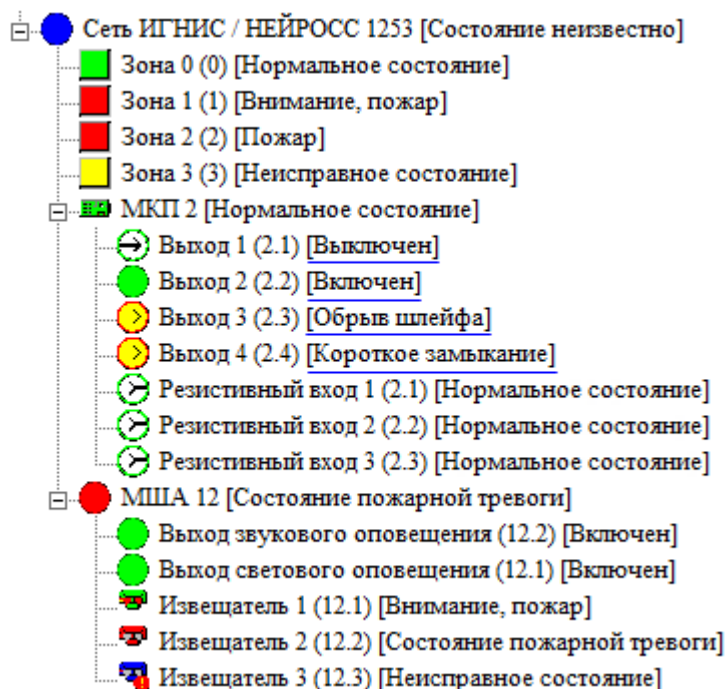 Сеть ИГНИС / НЕЙРОСС 1253 [Состояние неизвестно]
Зона 0 (0) [Нормальное состояние]
Зона 1 (1) [Внимание, пожар]
Зона 2 (2) [Пожар]
Зона 3 (3) [Неисправное состояние]
МКП 2 [Нормальное состояние]
Выход 1 (2.1) [Выключен]
Выход 2 (2.2) [Включен]
Выход 3 (2.3) [Обрыв шлейфа]
Выход 4 (2.4) [Короткое замыкание]
Резистивный вход 1 (2.1) [Нормальное состояние]
Резистивный вход 2 (2.2) [Нормальное состояние]
Резистивный вход 3 (2.3) [Нормальное состояние]
МША 12 [Состояние пожарной тревоги]
Выход звукового оповещения (12.2) [Включен]
Выход светового оповещения (12.1) [Включен]
Извещатель 1 (12.1) [Внимание, пожар]
Извещатель 2 (12.2) [Состояние пожарной тревоги]
Извещатель 3 (12.3) [Неисправное состояние]